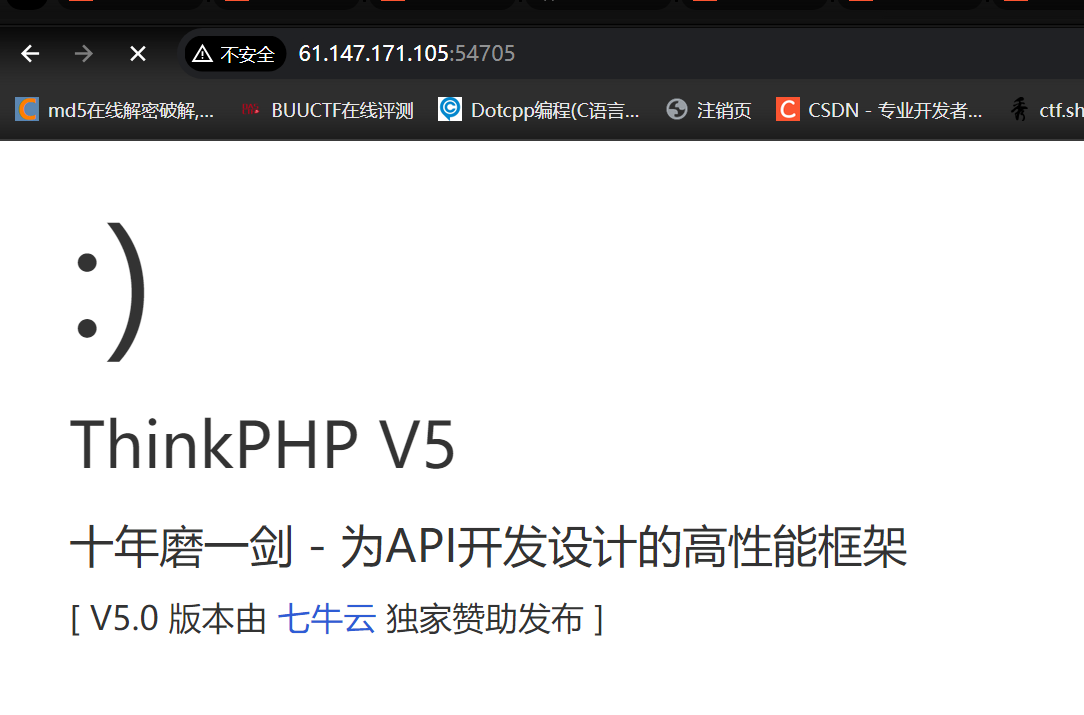 不安全 61.147.171.105:54705
md5在线解密破解,... BUUCTF在线评测 Dotcpp编程(C语言... 注销页 CSDN - 专业开发者... ctf.sh
:)
ThinkPHP V5
十年磨一剑 - 为API开发设计的高性能框架
[ V5.0 版本由 七牛云 独家赞助发布 ]